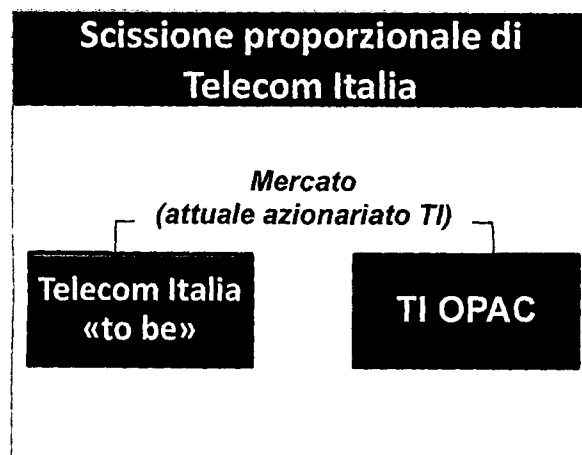 Scissione proporzionale di
Telecom Italia
Mercato
(attuale azionariato TI)
Telecom Italia
«to be»
TI OPAC